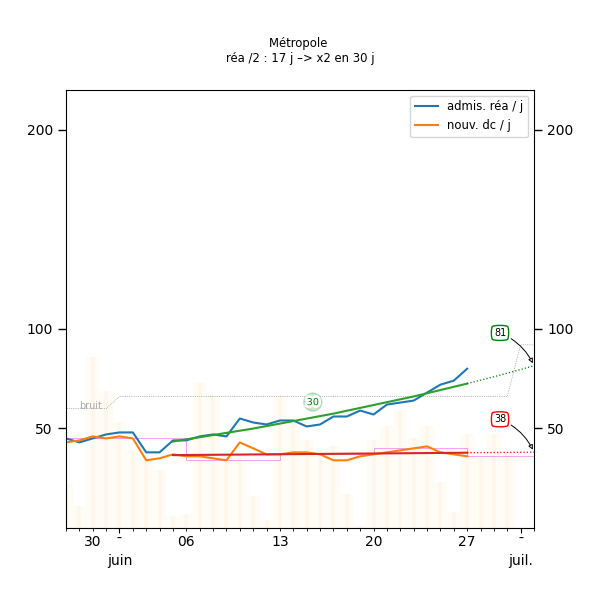 Métropole
réa /2 : 17 j –> x2 en 30 j
admis. réa / j
nouv. dc / j
200
200
100
100
81
bruit
30
38
50
50
30
-
06
13
20
27
-
juin
juil.